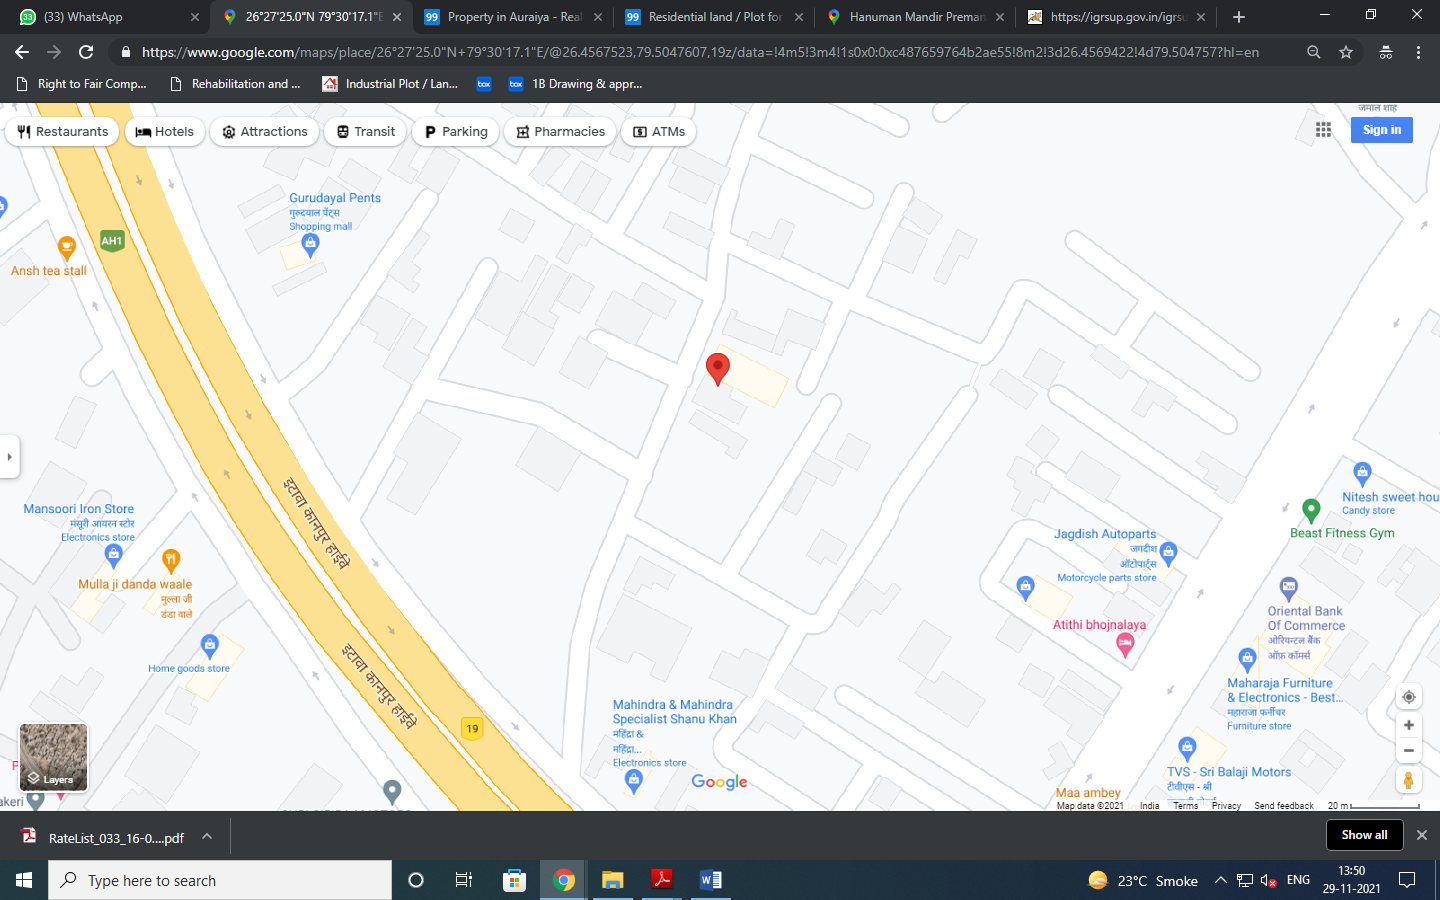 (33) WhatsApp
26°27'25.0"N 79°30'17.1"E
Property in Auraiya - Real
Residential land / Plot for
Hanuman Mandir Preman
https://igrsup.gov.in/igrsu
https://www.google.com/maps/place/26°27'25.0"N+79°30'17.1"E/@26.4567523,79.5047607,19z/data=!4m5!3m4!1s0x0:0xc487659764b2ae55!8m2!3d26.4569422!4d79.504757?hl=en
Right to Fair Comp...
Rehabilitation and ...
Industrial Plot / Lan...
box
box
1B Drawing & appr...
Restaurants
Hotels
Attractions
Transit
Parking
Pharmacies
ATMs
जमाल शाह
Sign in
Gurudayal Pents
गुरुदयाल पेंट्स
Shopping mall
AH1
Ansh tea stall
इटावा कानपुर हाईवे
Mansoori Iron Store
मंसूरी आयरन स्टोर
Electronics store
Mulla ji danda waale
मुल्ला जी
डंडा वाले
Home goods store
इटावा कानपुर हाईवे
19
Nitesh sweet hou
Candy store
Beast Fitness Gym
Jagdish Autoparts
जगदीश
ऑटोपार्ट्स
Motorcycle parts store
Atithi bhojnalaya
Oriental Bank
Of Commerce
ओरियन्टल बैंक
ऑफ़ कॉमर्स
Maharaja Furniture
& Electronics - Best...
महाराजा फर्नीचर
Furniture store
Mahindra & Mahindra
Specialist Shanu Khan
महिंद्रा &
महिंद्रा...
Electronics store
TVS - Sri Balaji Motors
टीवीएस - श्री
Maa ambey
Layers
akeri
Google
Map data ©2021
India
Terms
Privacy
Send feedback
20 m
RateList_033_16-0....pdf
Show all
Type here to search
23°C Smoke
ENG
13:50
29-11-2021